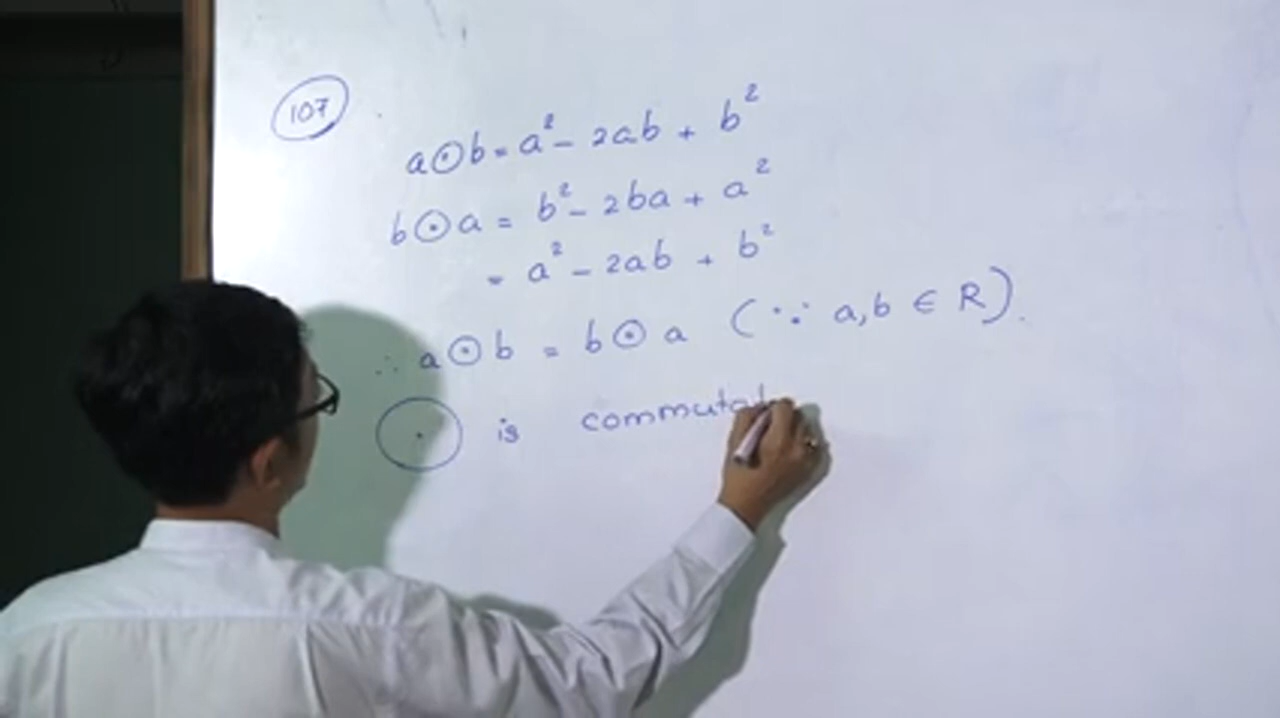 107
a⊙b = a² - 2ab + b²
b⊙a = b² - 2ba + a²
= a² - 2ab + b²
∴ a⊙b = b⊙a (∵ a,b ∈ R).
⊙ is commutat